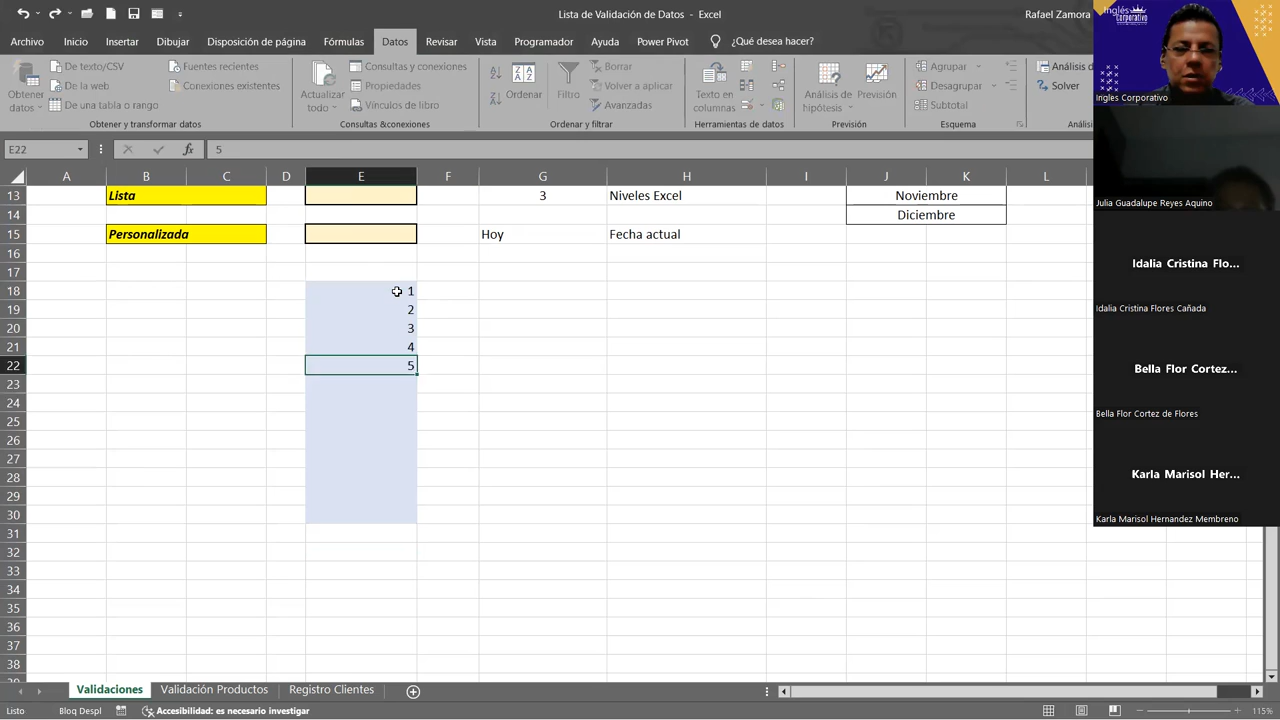 Lista de Validación de Datos - Excel
Rafael Zamora
Archivo Inicio Insertar Dibujar Disposición de página Fórmulas Datos Revisar Vista Programador Ayuda Power Pivot ¿Qué desea hacer?
Obtener datos
De texto/CSV
De la web
De una tabla o rango
Fuentes recientes
Conexiones existentes
Obtener y transformar datos
Actualizar todo
Consultas y conexiones
Propiedades
Vínculos de libro
Consultas &conexiones
Ordenar
Filtro
Borrar
Volver a aplicar
Avanzadas
Ordenar y filtrar
Texto en columnas
Herramientas de datos
Análisis de hipótesis
Previsión
Previsión
Agrupar
Desagrupar
Subtotal
Esquema
Análisis d
Solver
Anális
E22
fx 5
A B C D E F G H I J K L
13 Lista 3 Niveles Excel Noviembre
14 Diciembre
15 Personalizada Hoy Fecha actual
16
17
18 1
19 2
20 3
21 4
22 5
23
24
25
26
27
28
29
30
31
32
33
34
35
36
37
38
Validaciones Validación Productos Registro Clientes
Listo Bloq Despl Accesibilidad: es necesario investigar 115%
Inglés Corporativo
Ingles Corporativo
Julia Guadalupe Reyes Aquino
Idalia Cristina Flo...
Idalia Cristina Flores Cañada
Bella Flor Cortez...
Bella Flor Cortez de Flores
Karla Marisol Her...
Karla Marisol Hernandez Membreno